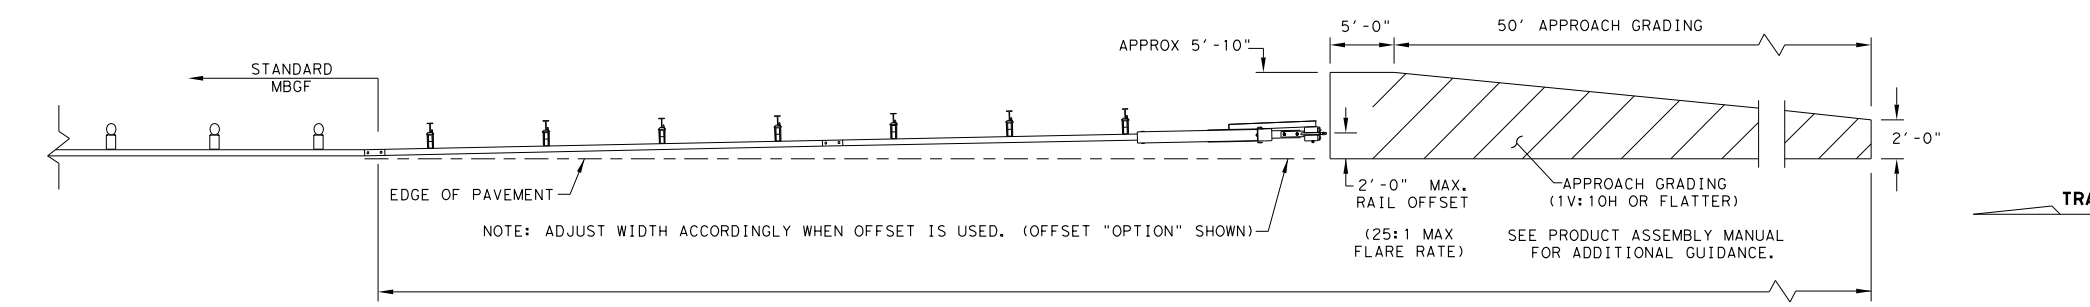 5'-0"
50' APPROACH GRADING
APPROX 5'-10"
STANDARD
MBGF
2'-0"
EDGE OF PAVEMENT
2'-0" MAX.
RAIL OFFSET
APPROACH GRADING
(1V:10H OR FLATTER)
NOTE: ADJUST WIDTH ACCORDINGLY WHEN OFFSET IS USED. (OFFSET "OPTION" SHOWN)
(25:1 MAX
FLARE RATE)
SEE PRODUCT ASSEMBLY MANUAL
FOR ADDITIONAL GUIDANCE.